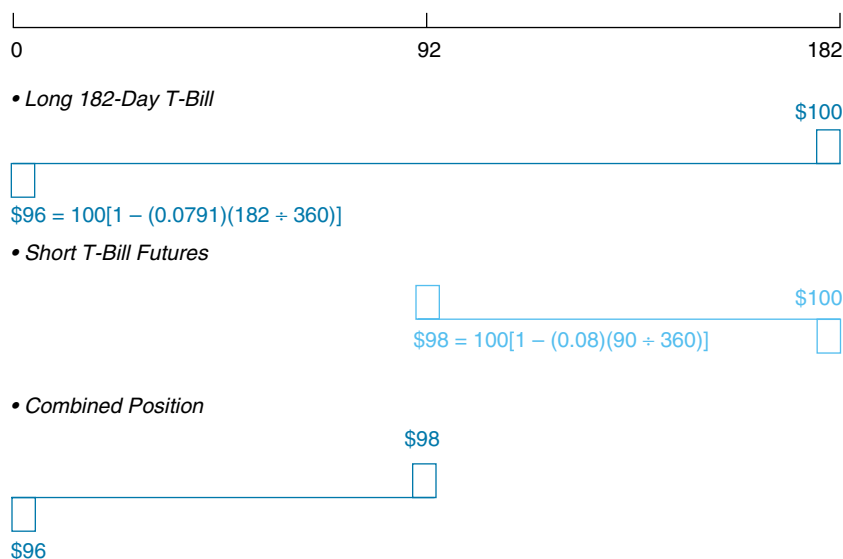 0 92 182
• Long 182-Day T-Bill
$100
$96 = 100[1 – (0.0791)(182 ÷ 360)]
• Short T-Bill Futures
$100
$98 = 100[1 – (0.08)(90 ÷ 360)]
• Combined Position
$98
$96